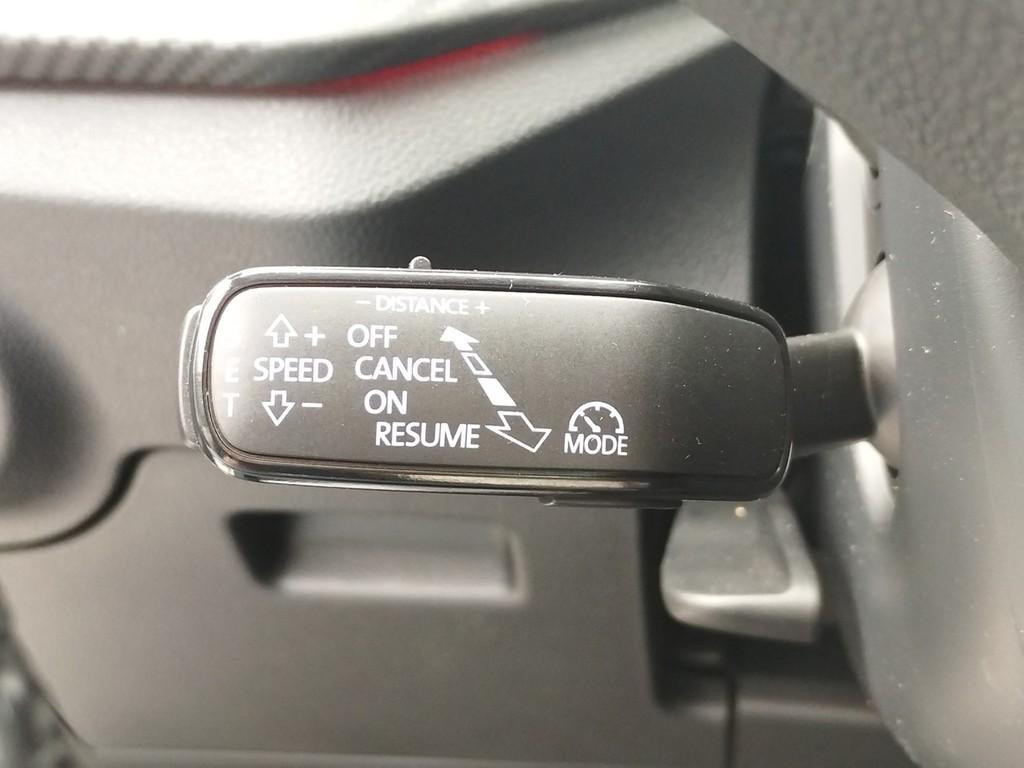 − DISTANCE +
+ OFF
E SPEED CANCEL
T − ON
RESUME
MODE